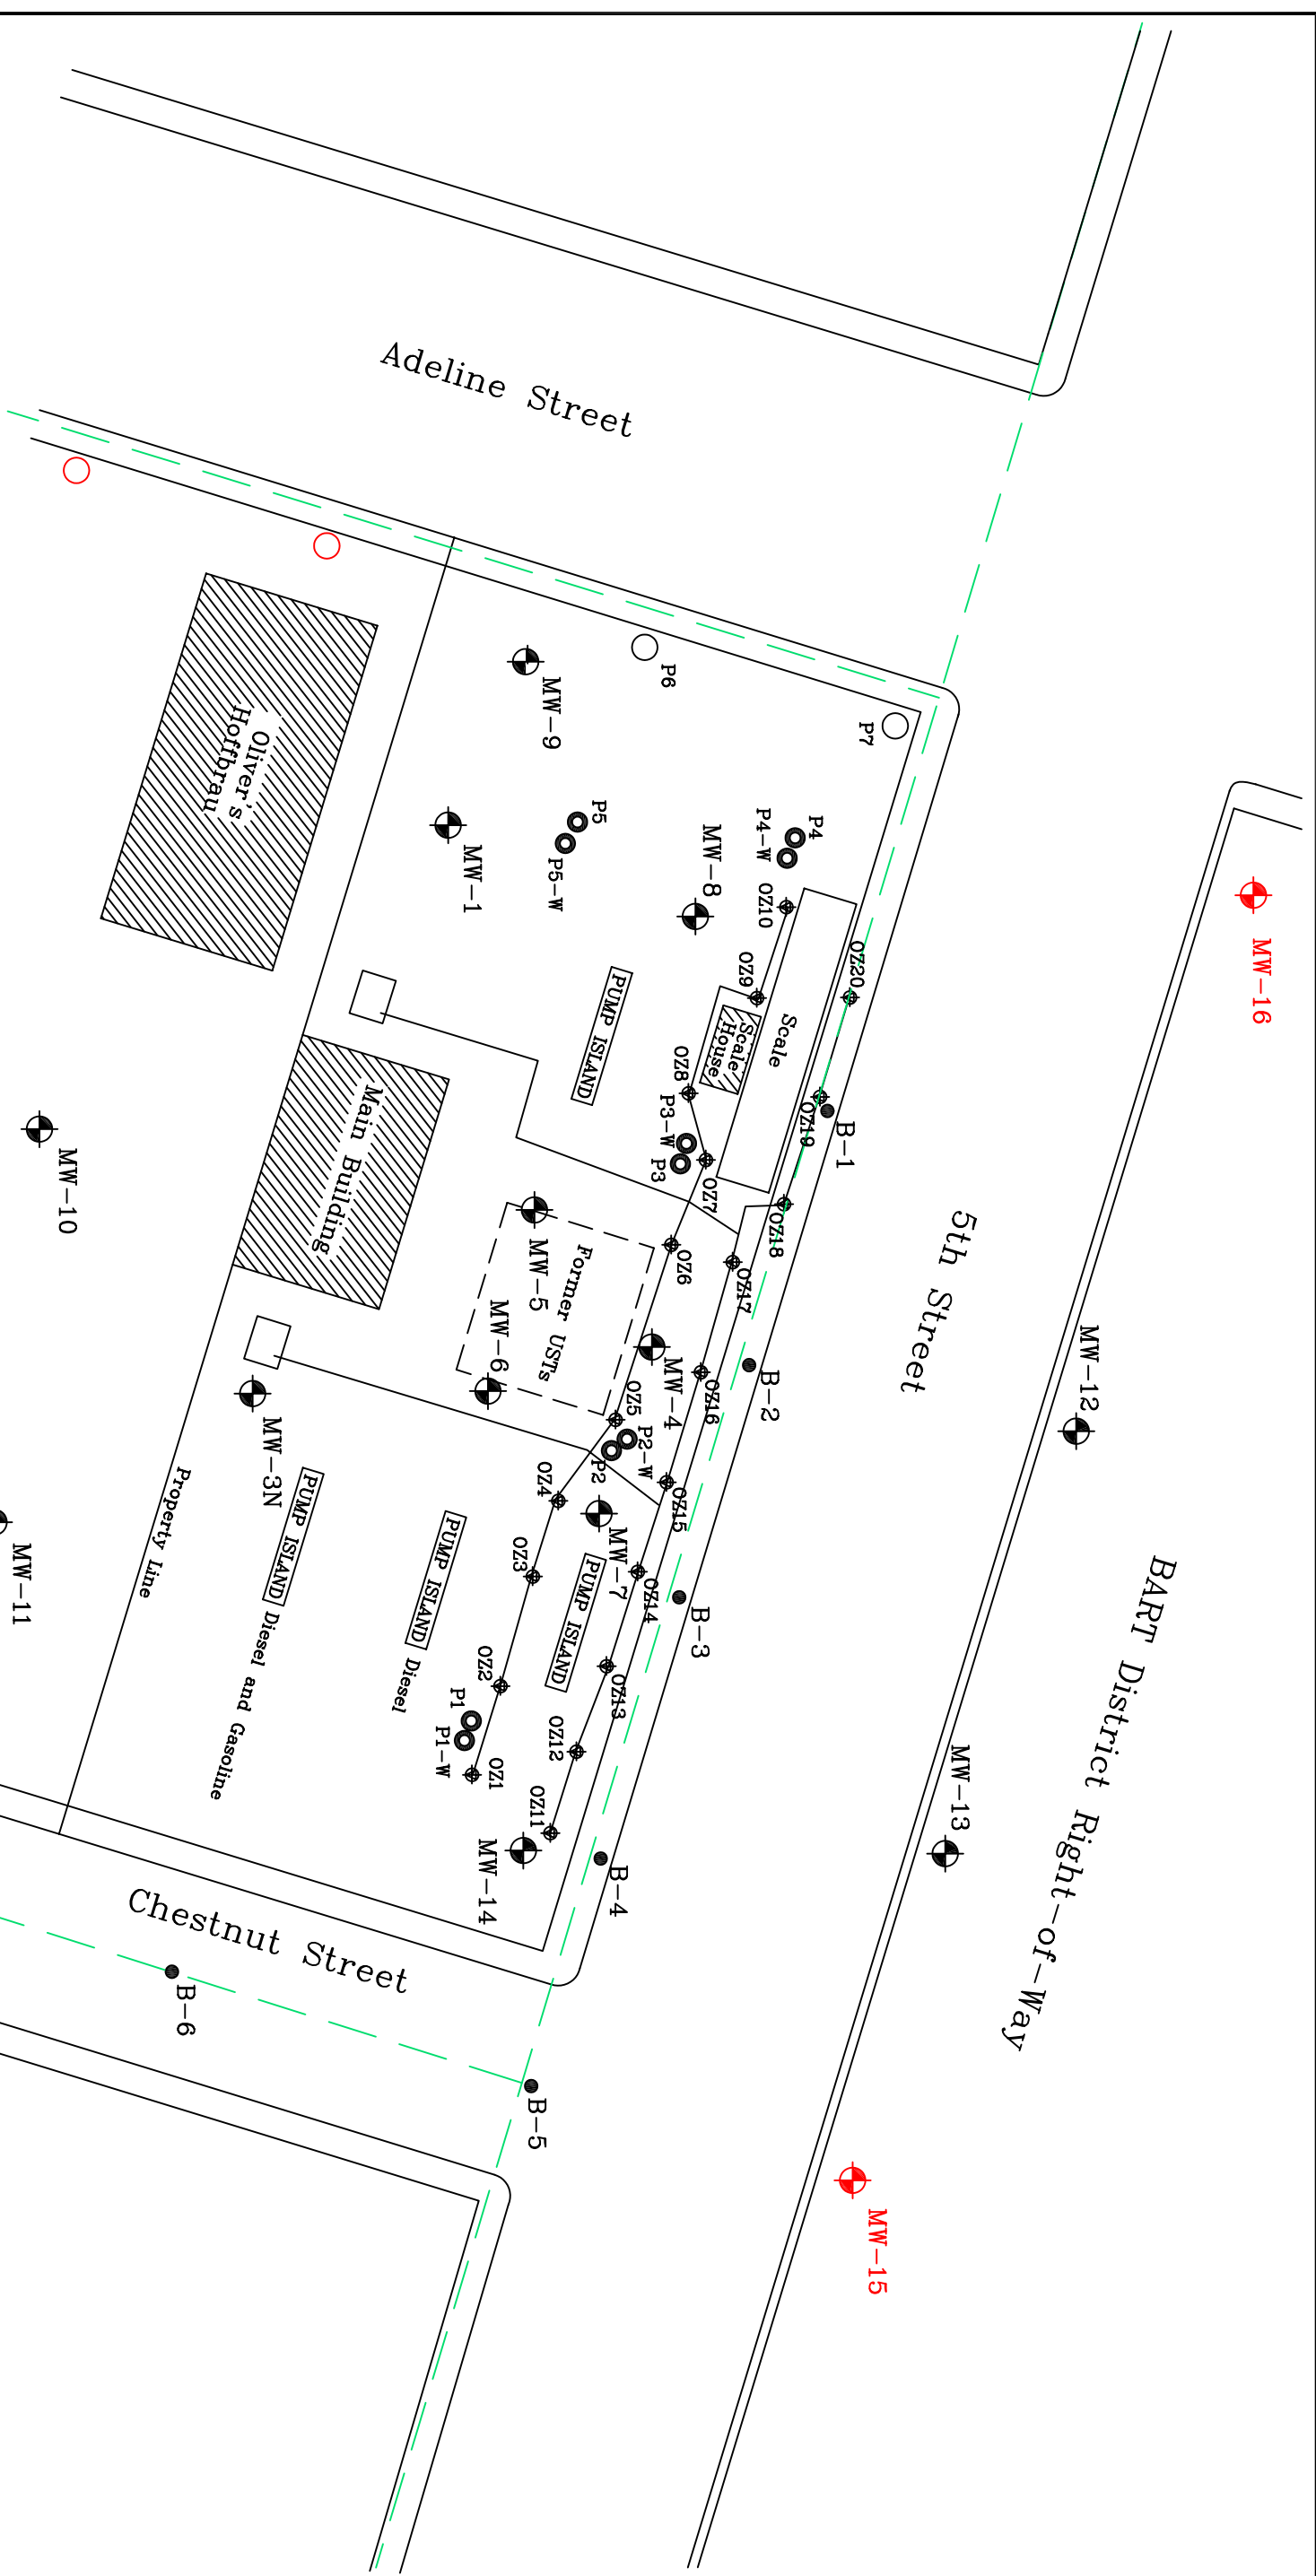 Adeline Street
5th Street
BART District Right-of-Way
Chestnut Street
MW-16
MW-12
MW-13
MW-15
P7
P6
MW-9
P4
P4-W
MW-8
OZ10
OZ20
P5
P5-W
MW-1
OZ9
Scale
Scale
House
PUMP ISLAND
OZ8
OZ19
B-1
P3-W
P3
OZ7
OZ18
Oliver's
Hoffbrau
Main Building
OZ6
OZ17
MW-5
Former USTs
MW-6
MW-4
OZ16
B-2
OZ5
P2-W
P2
OZ15
OZ4
MW-7
OZ14
B-3
OZ3
PUMP ISLAND
OZ13
MW-10
MW-3N
PUMP ISLAND
Diesel
PUMP ISLAND
Diesel and Gasoline
Property Line
OZ2
OZ12
P1
P1-W
OZ1
OZ11
MW-14
B-4
MW-11
B-6
B-5